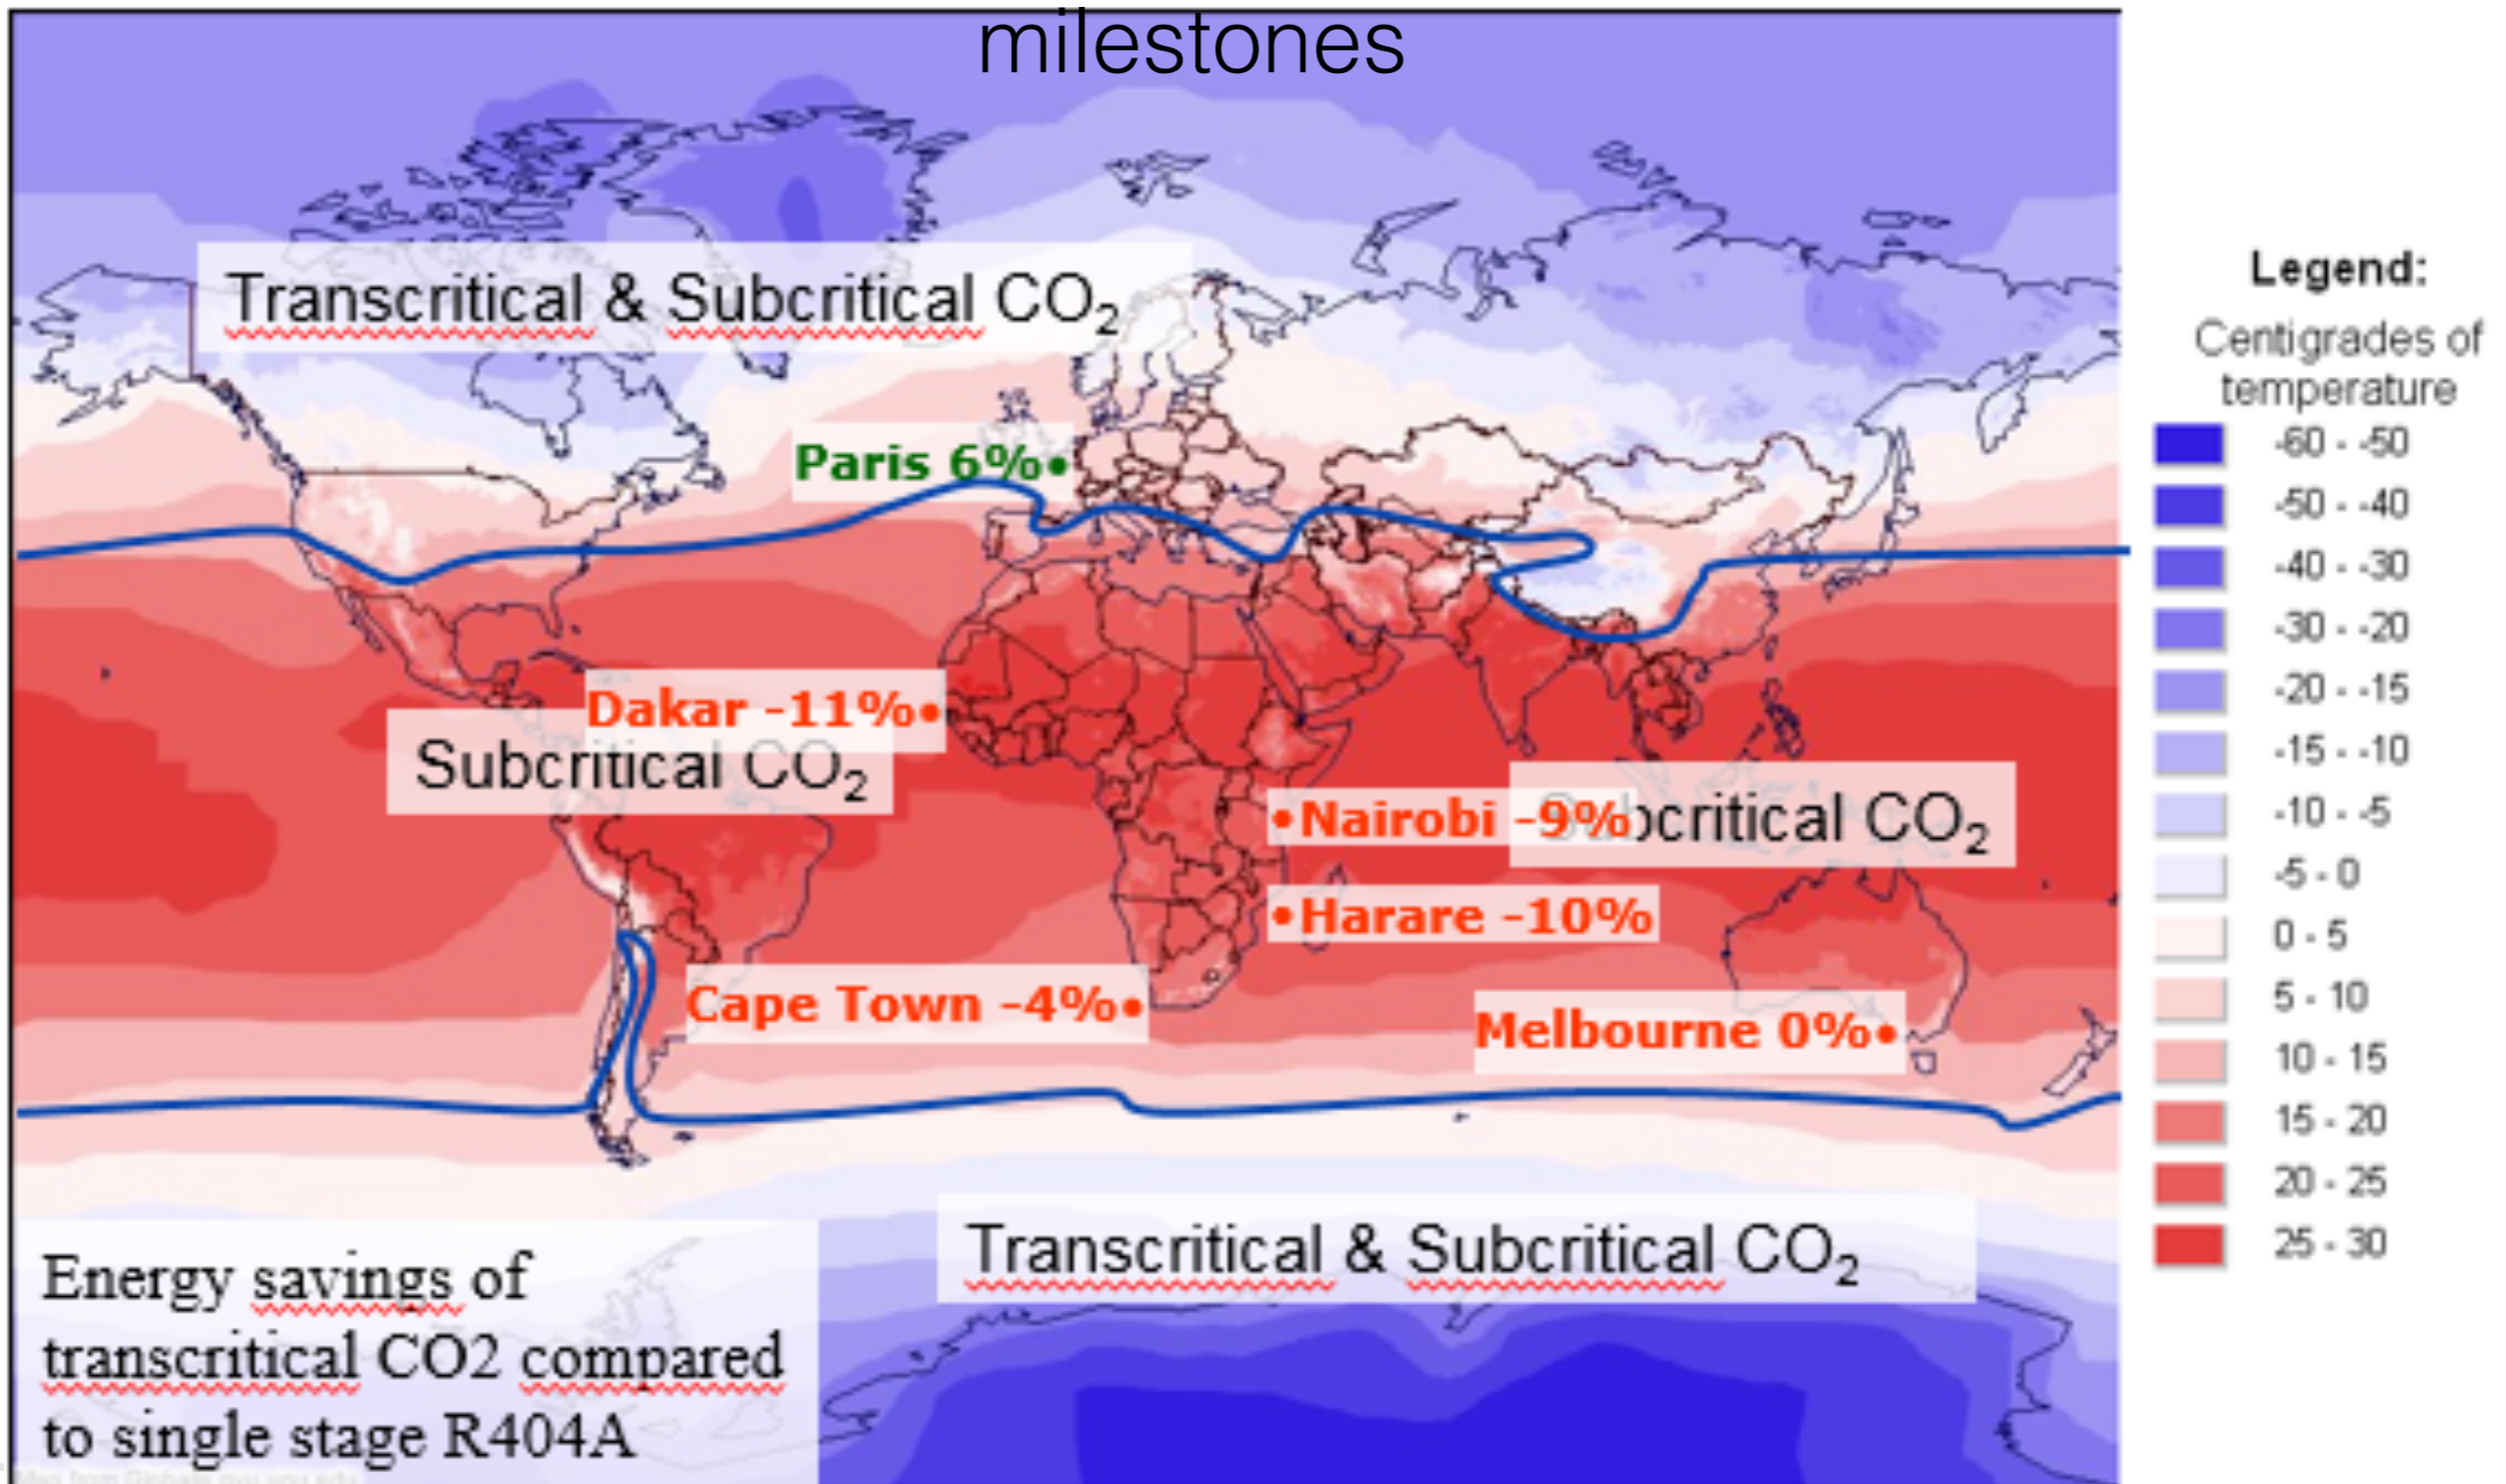 milestones
Transcritical & Subcritical CO₂
Paris 6%
Dakar -11%
Subcritical CO₂
Nairobi -9%
bcritical CO₂
Harare -10%
Cape Town -4%
Melbourne 0%
Transcritical & Subcritical CO₂
Energy savings of
transcritical CO2 compared
to single stage R404A
Legend:
Centigrades of
temperature
-60 - -50
-50 - -40
-40 - -30
-30 - -20
-20 - -15
-15 - -10
-10 - -5
-5 - 0
0 - 5
5 - 10
10 - 15
15 - 20
20 - 25
25 - 30
Map from